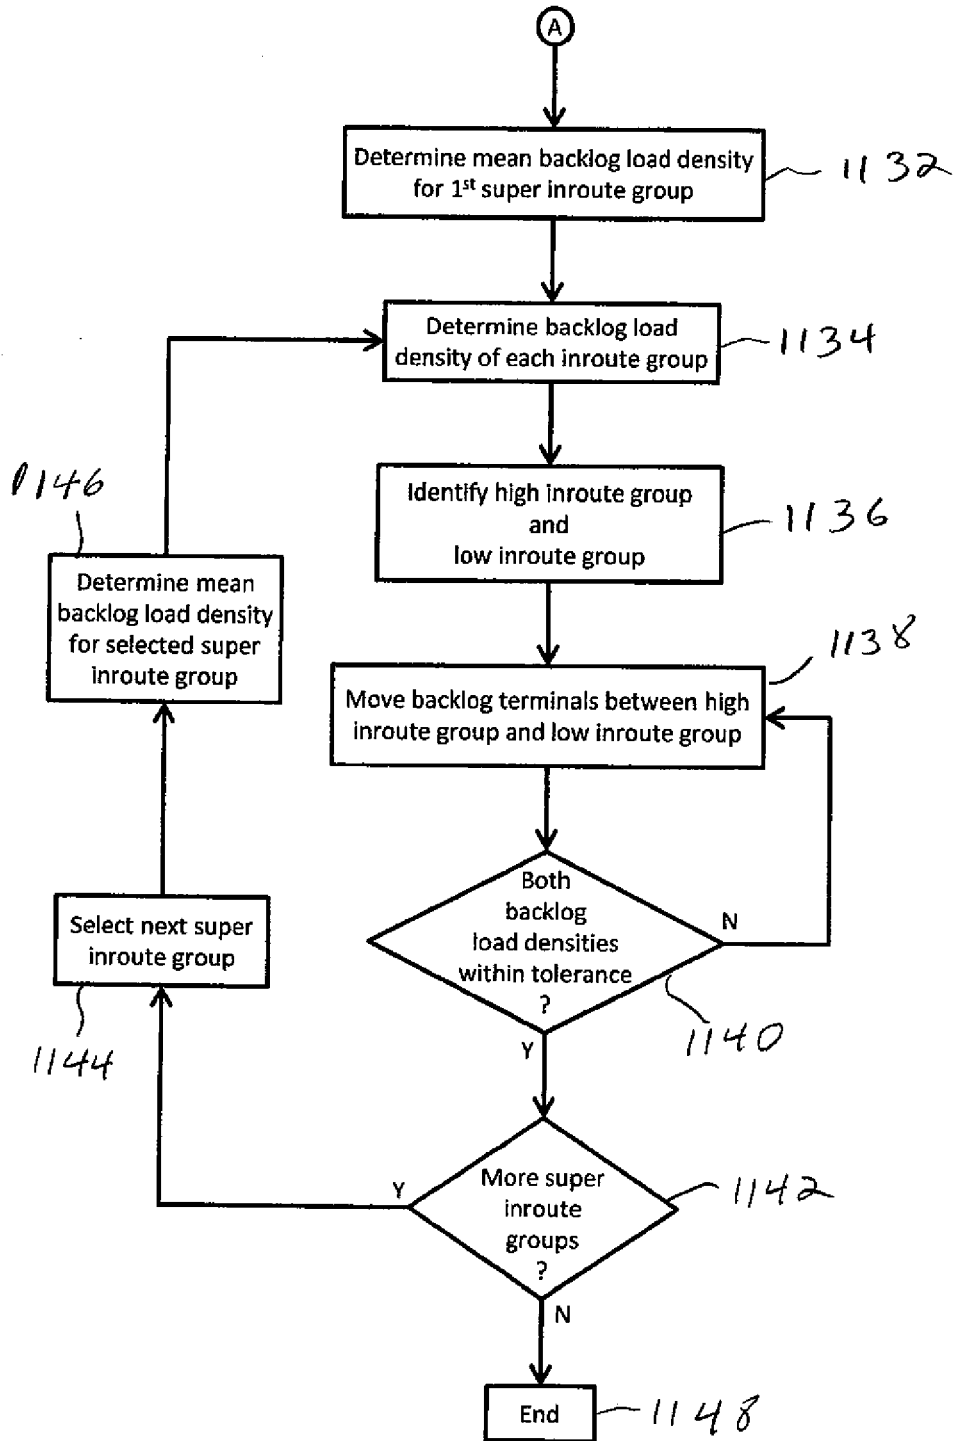 A
Determine mean backlog load density
for 1st super inroute group
1132
Determine backlog load
density of each inroute group
1134
Identify high inroute group
and
low inroute group
1136
1146
Determine mean
backlog load density
for selected super
inroute group
1138
Move backlog terminals between high
inroute group and low inroute group
Both
backlog
load densities
within tolerance
?
N
Y
1140
Select next super
inroute group
1144
More super
inroute
groups
?
Y
N
1142
End
1148